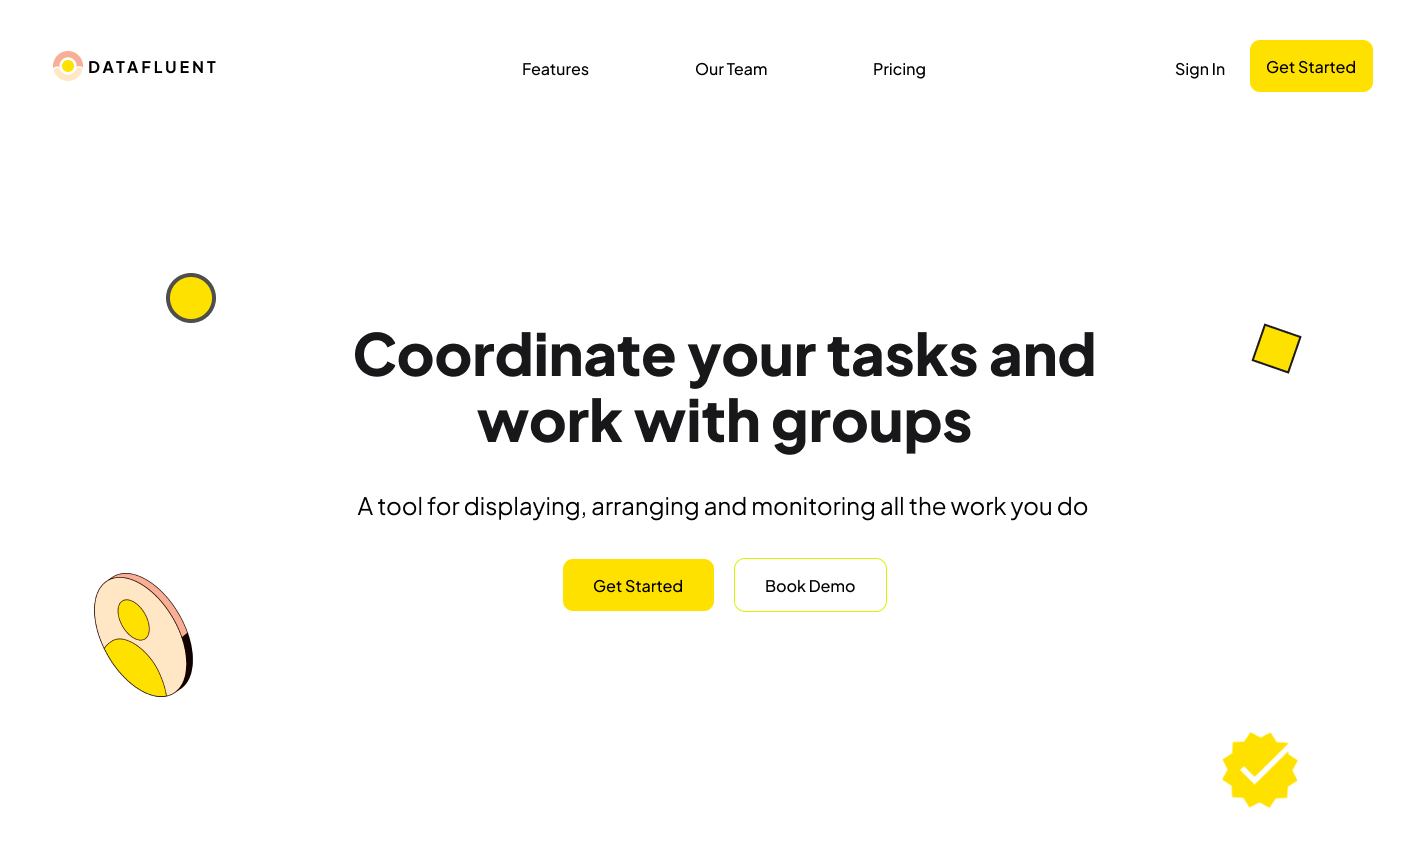 DATAFLUENT
Features
Our Team
Pricing
Sign In
Get Started
Coordinate your tasks and
work with groups
A tool for displaying, arranging and monitoring all the work you do
Get Started
Book Demo